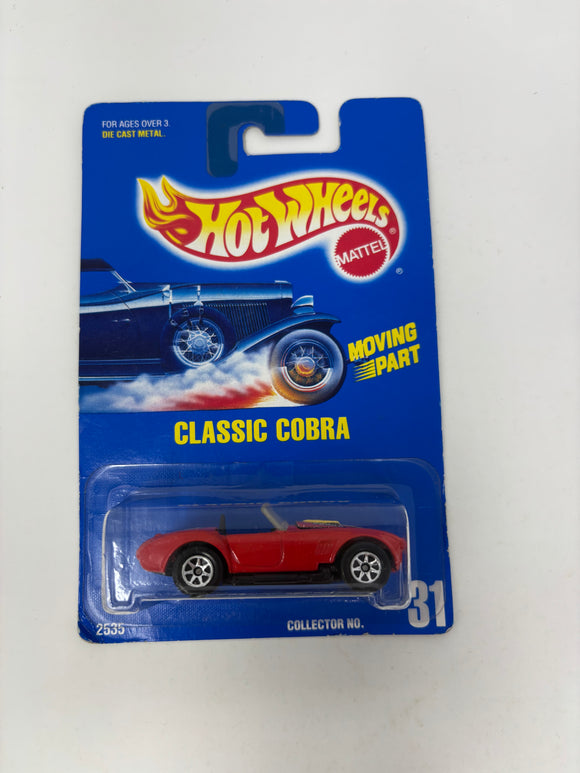 FOR AGES OVER 3.
DIE CAST METAL.
HOT WHEELS®
MATTEL
®
MOVING
PART
CLASSIC COBRA
2535
COLLECTOR NO.
31